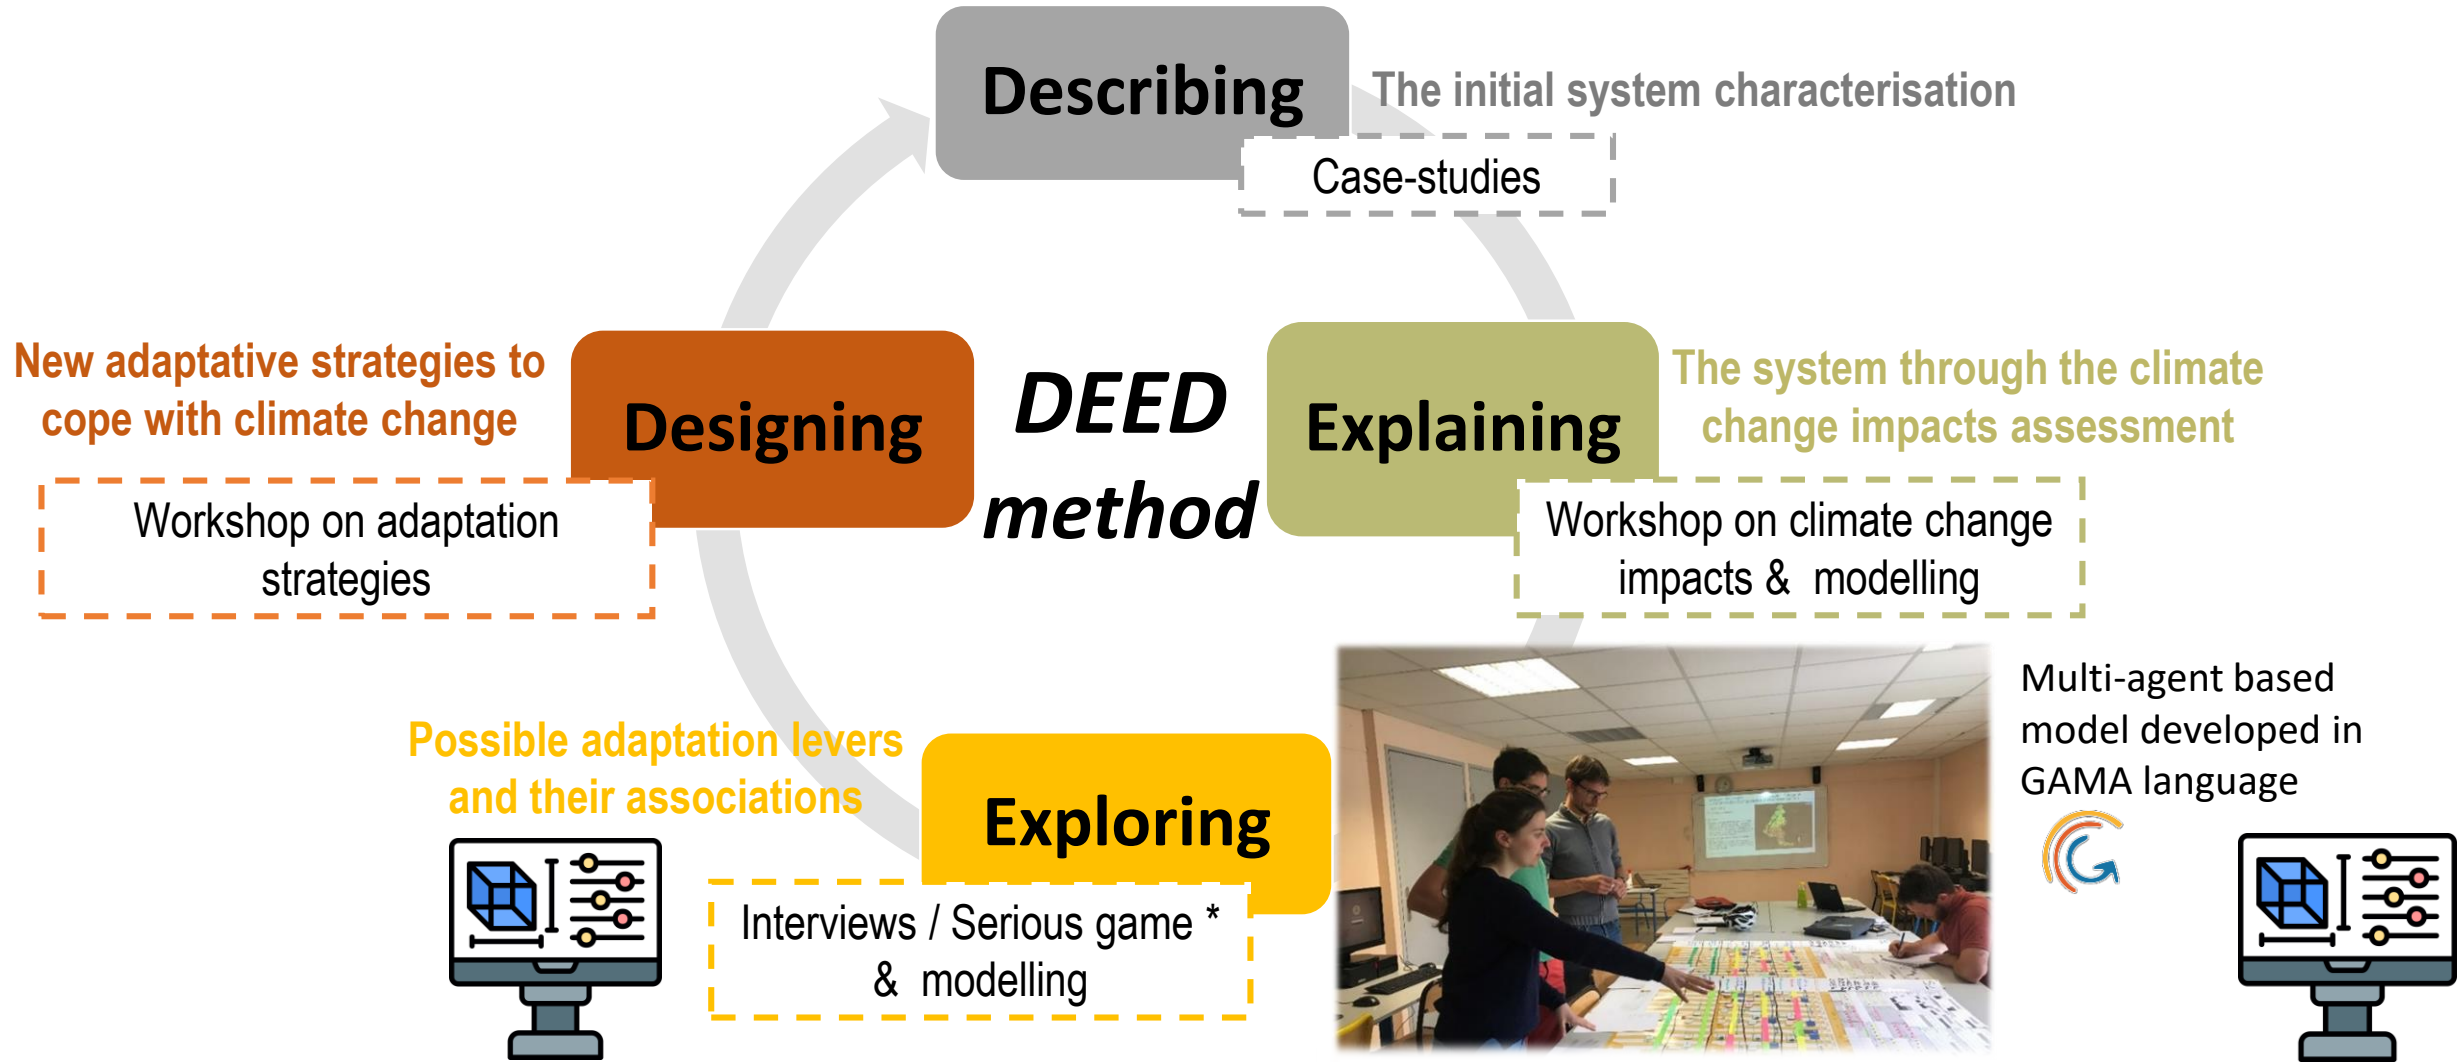 Describing
The initial system characterisation
Case-studies
New adaptative strategies to
cope with climate change
Designing
Workshop on adaptation
strategies
DEED
method
Explaining
The system through the climate
change impacts assessment
Workshop on climate change
impacts &  modelling
Possible adaptation levers
and their associations
Exploring
Interviews / Serious game *
&  modelling
Multi-agent based
model developed in
GAMA language